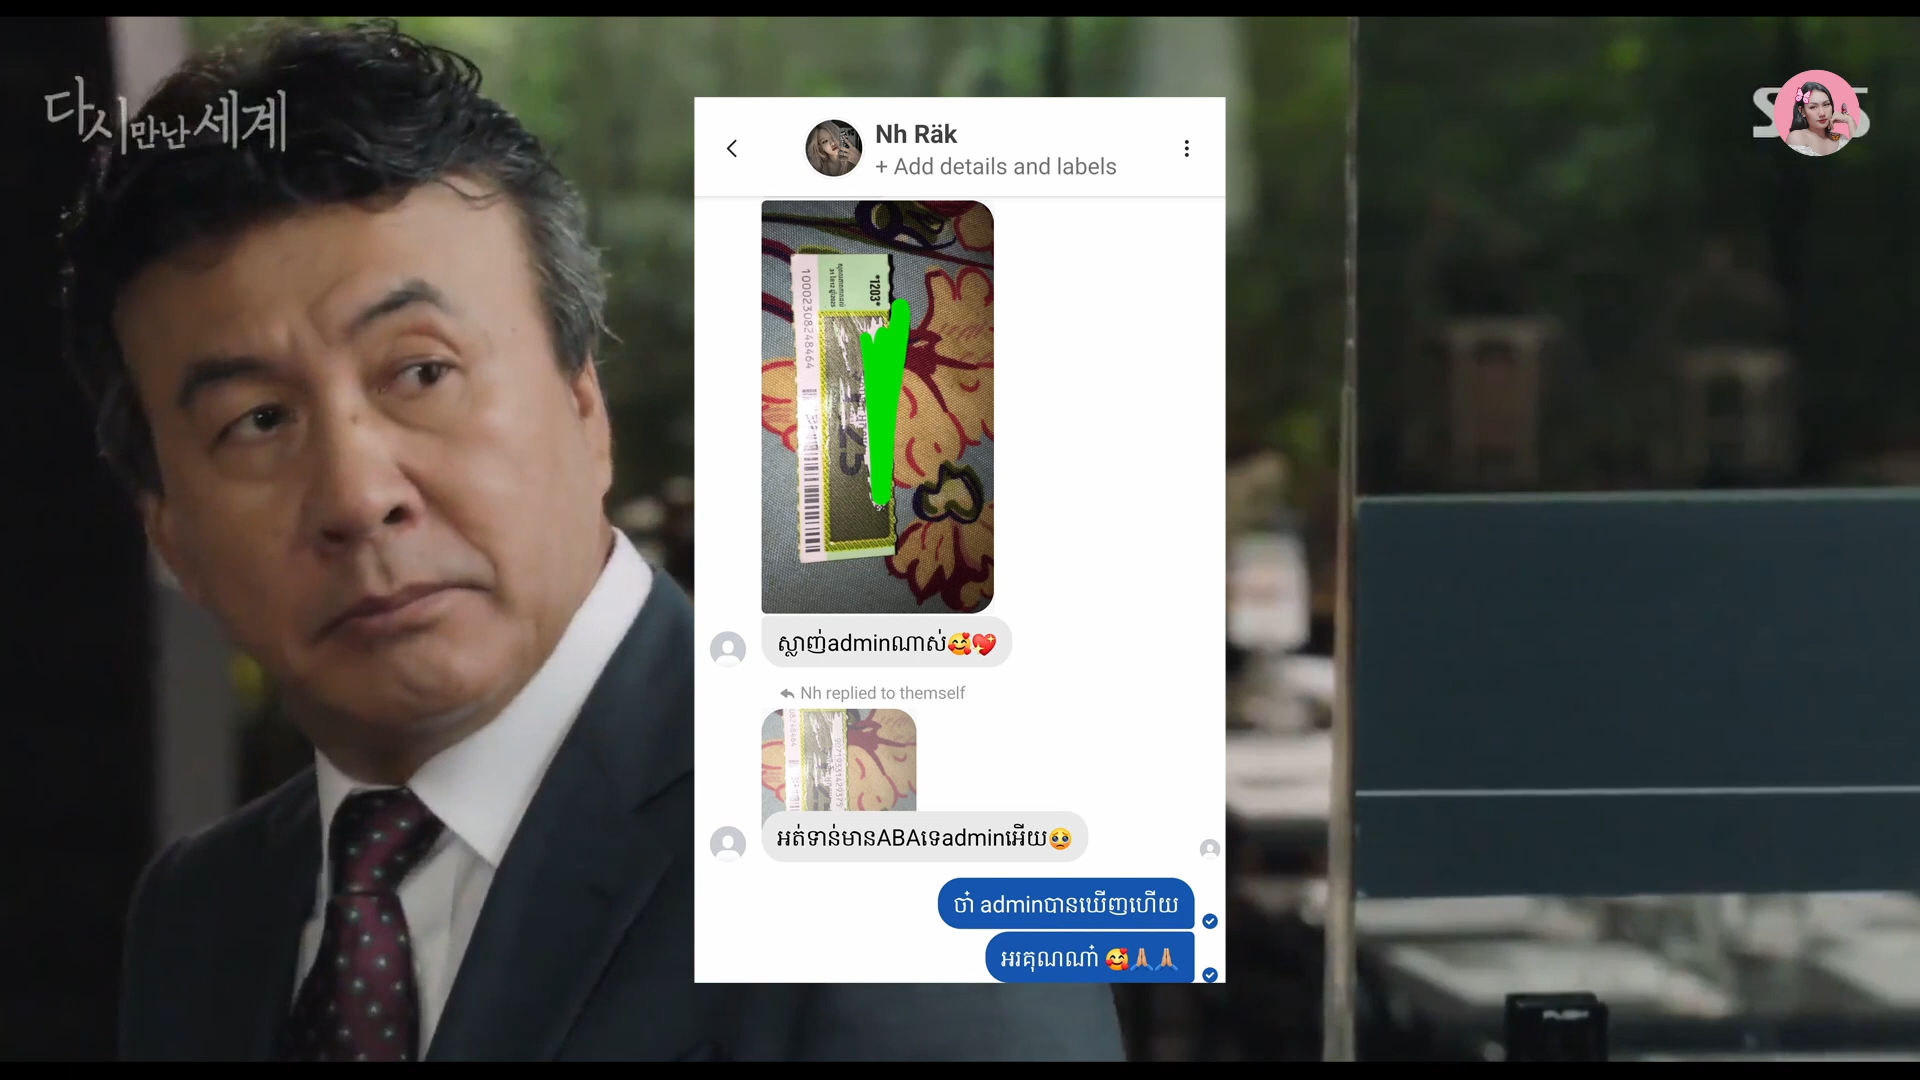 다시만난세계
Nh Räk
+ Add details and labels
*1203*
10002308248464
ស្លាញ់adminណាស់🥰💖
Nh replied to themself
អត់ទាន់មានABAទេadminអើយ🥺
ចា៎ adminបានឃើញហើយ
អរគុណណា៎ 🥰🙏🏼🙏🏼
PUSH